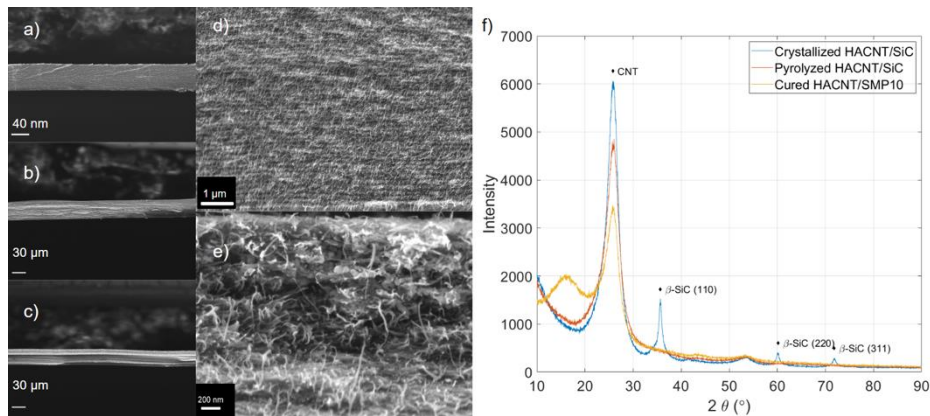 a)
40 nm
b)
30 µm
c)
30 µm
d)
1 µm
e)
200 nm
f)
7000
6000
5000
4000
3000
2000
1000
0
Intensity
10 20 30 40 50 60 70 80 90
2 θ (°)
CNT
β-SiC (110)
β-SiC (220)
β-SiC (311)
Crystallized HACNT/SiC
Pyrolyzed HACNT/SiC
Cured HACNT/SMP10